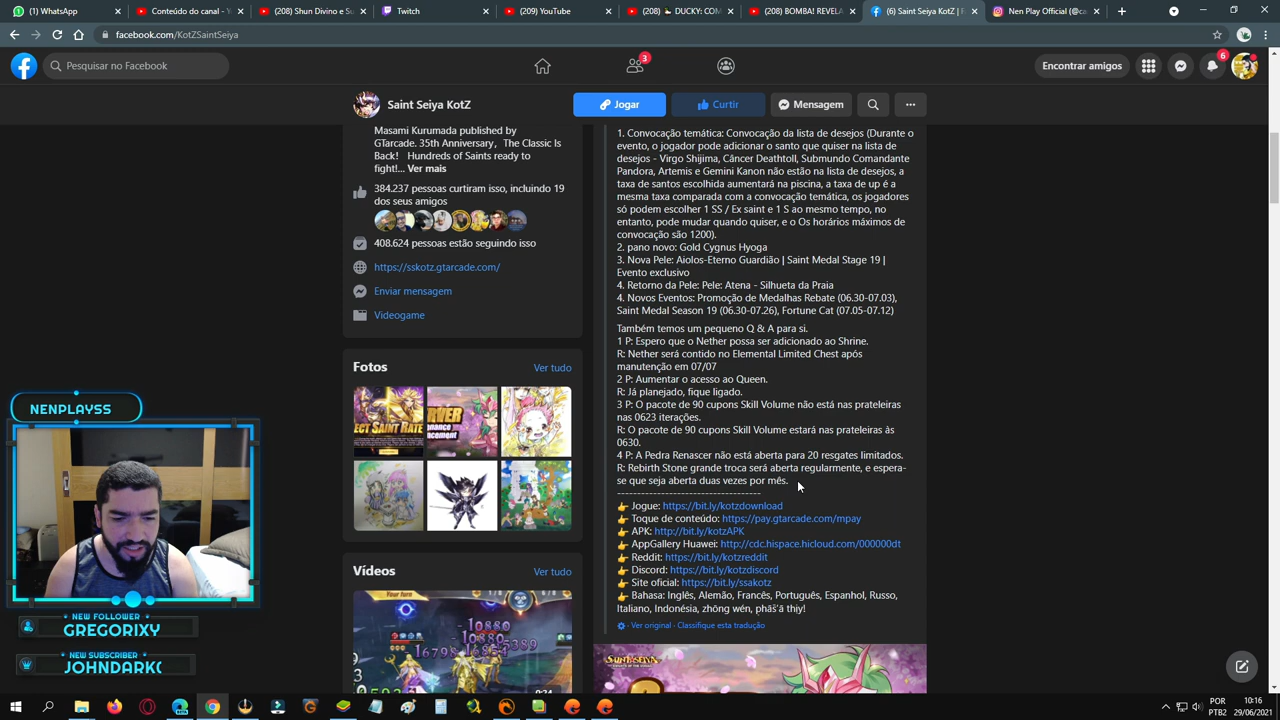 (1) WhatsApp
Conteúdo do canal - Y
(208) Shun Divino e Su
Twitch
(209) YouTube
(208) DUCKY: COM
(208) BOMBA! REVELA
(6) Saint Seiya KotZ | F
Nen Play Official (@ca
facebook.com/KotZSaintSeiya
Pesquisar no Facebook
3
Encontrar amigos
6
Saint Seiya KotZ
Jogar
Curtir
Mensagem
Masami Kurumada published by
GTarcade. 35th Anniversary, The Classic Is
Back! Hundreds of Saints ready to
fight!... Ver mais
384.237 pessoas curtiram isso, incluindo 19
dos seus amigos
408.624 pessoas estão seguindo isso
https://sskotz.gtarcade.com/
Enviar mensagem
Videogame
Fotos
Ver tudo
Vídeos
Ver tudo
Your turn
10880
10880
16798
1. Convocação temática: Convocação da lista de desejos (Durante o
evento, o jogador pode adicionar o santo que quiser na lista de
desejos - Virgo Shijima, Câncer Deathtoll, Submundo Comandante
Pandora, Artemis e Gemini Kanon não estão na lista de desejos, a
taxa de santos escolhida aumentará na piscina, a taxa de up é a
mesma taxa comparada com a convocação temática, os jogadores
só podem escolher 1 SS / Ex saint e 1 S ao mesmo tempo, no
entanto, pode mudar quando quiser, e o Os horários máximos de
convocação são 1200).
2. pano novo: Gold Cygnus Hyoga
3. Nova Pele: Aiolos-Eterno Guardião | Saint Medal Stage 19 |
Evento exclusivo
4. Retorno da Pele: Pele: Atena - Silhueta da Praia
4. Novos Eventos: Promoção de Medalhas Rebate (06.30-07.03),
Saint Medal Season 19 (06.30-07.26), Fortune Cat (07.05-07.12)
Também temos um pequeno Q & A para si.
1 P: Espero que o Nether possa ser adicionado ao Shrine.
R: Nether será contido no Elemental Limited Chest após
manutenção em 07/07
2 P: Aumentar o acesso ao Queen.
R: Já planejado, fique ligado.
3 P: O pacote de 90 cupons Skill Volume não está nas prateleiras
nas 0623 iterações.
R: O pacote de 90 cupons Skill Volume estará nas prateleiras às
0630.
4 P: A Pedra Renascer não está aberta para 20 resgates limitados.
R: Rebirth Stone grande troca será aberta regularmente, e espera-
se que seja aberta duas vezes por mês.
------------------------------------
Jogue: https://bit.ly/kotzdownload
Toque de conteúdo: https://pay.gtarcade.com/mpay
APK: http://bit.ly/kotzAPK
AppGallery Huawei: http://cdc.hispace.hicloud.com/000000dt
Reddit: https://bit.ly/kotzreddit
Discord: https://bit.ly/kotzdiscord
Site oficial: https://bit.ly/ssakotz
Bahasa: Inglês, Alemão, Francês, Português, Espanhol, Russo,
Italiano, Indonésia, zhōng wén, phās̄ʹā thịy!
Ver original · Classifique esta tradução
NENPLAYSS
NEW FOLLOWER
GREGORIXY
NEW SUBSCRIBER
JOHNDARK(
POR
PTB2
10:16
29/06/2021